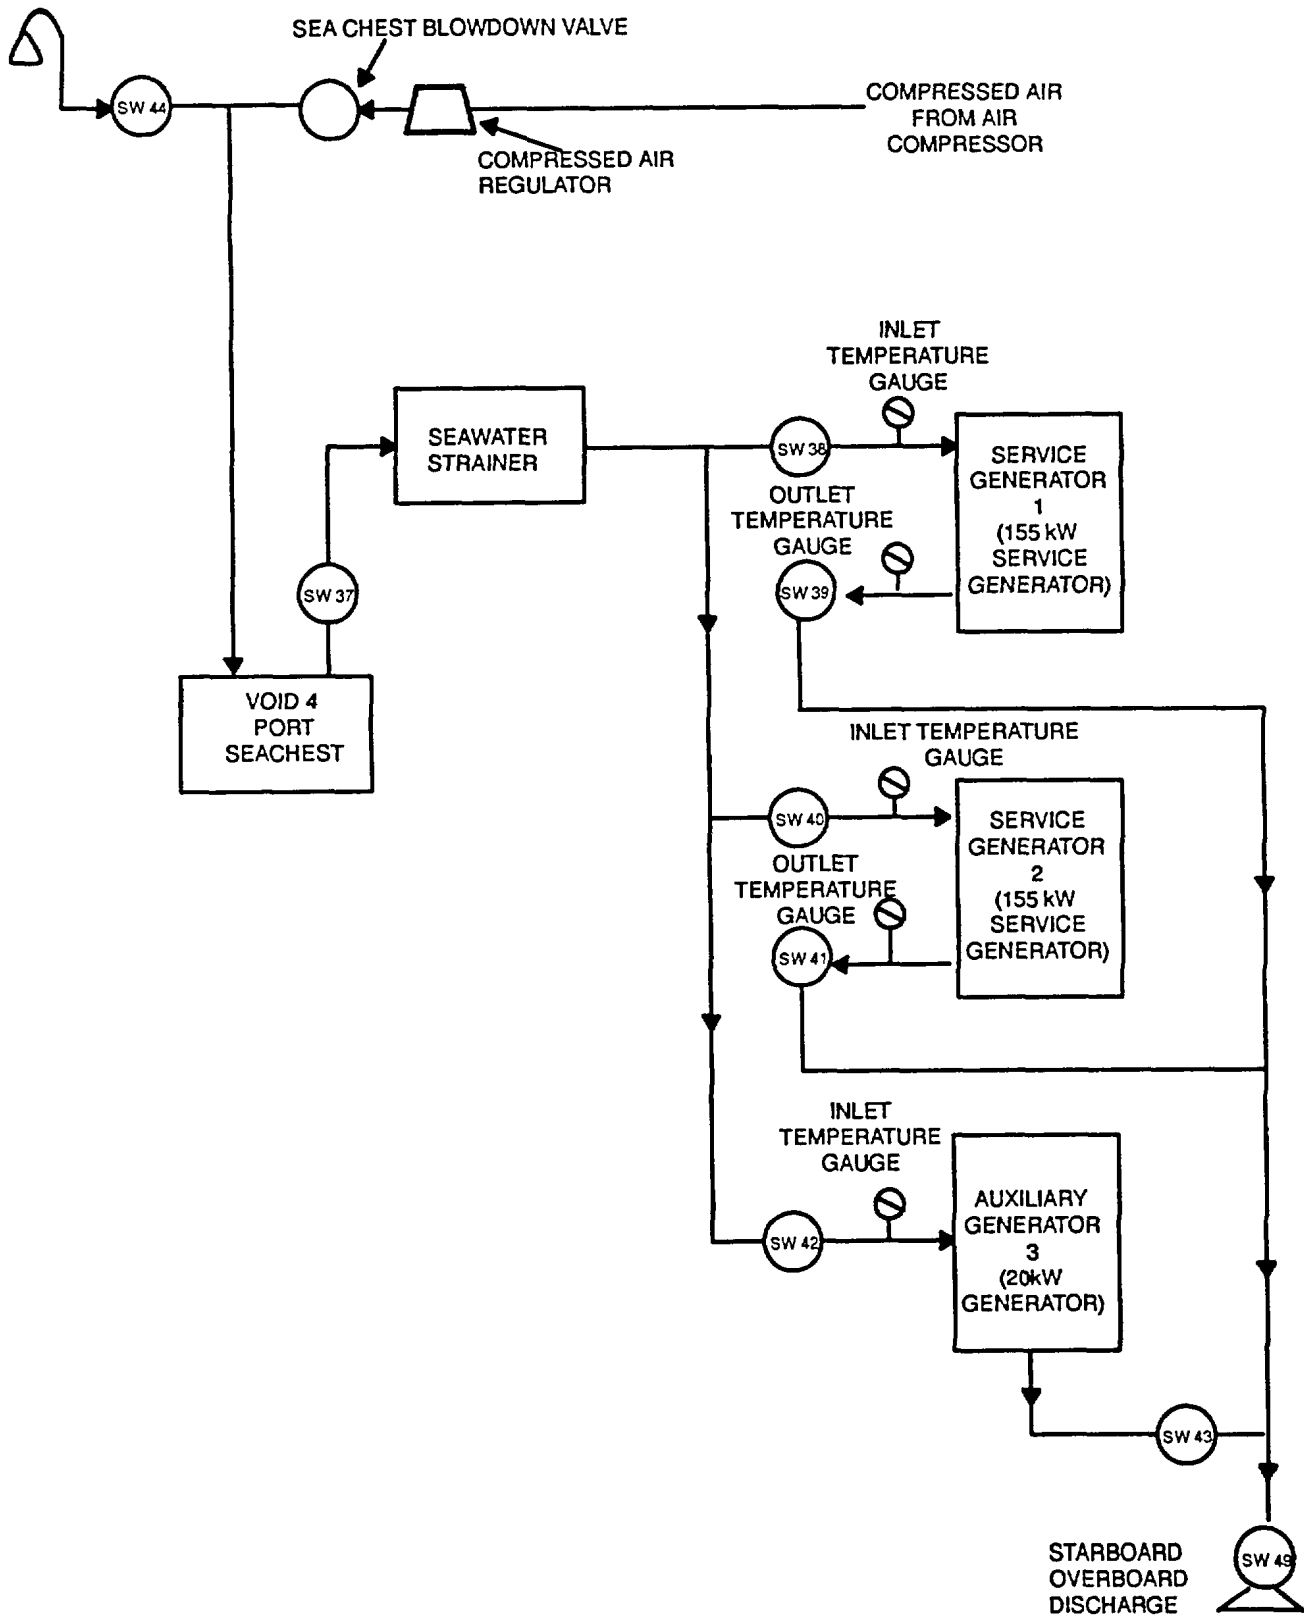 SEA CHEST BLOWDOWN VALVE
SW 44
COMPRESSED AIR
FROM AIR
COMPRESSOR
COMPRESSED AIR
REGULATOR
INLET
TEMPERATURE
GAUGE
SEAWATER
STRAINER
SW 38
SERVICE
GENERATOR
1
(155 kW
SERVICE
GENERATOR)
OUTLET
TEMPERATURE
GAUGE
SW 37
SW 39
VOID 4
PORT
SEACHEST
INLET TEMPERATURE
GAUGE
SW 40
SERVICE
GENERATOR
2
(155 kW
SERVICE
GENERATOR)
OUTLET
TEMPERATURE
GAUGE
SW 41
INLET
TEMPERATURE
GAUGE
SW 42
AUXILIARY
GENERATOR
3
(20kW
GENERATOR)
SW 43
STARBOARD
OVERBOARD
DISCHARGE
SW 49